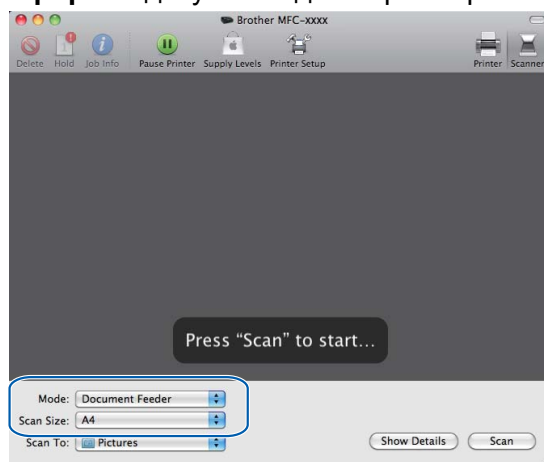 Brother MFC-xxxx
Delete Hold Job Info Pause Printer Supply Levels Printer Setup Printer Scanner
Press “Scan” to start...
Mode: Document Feeder
Scan Size: A4
Scan To: Pictures
Show Details Scan